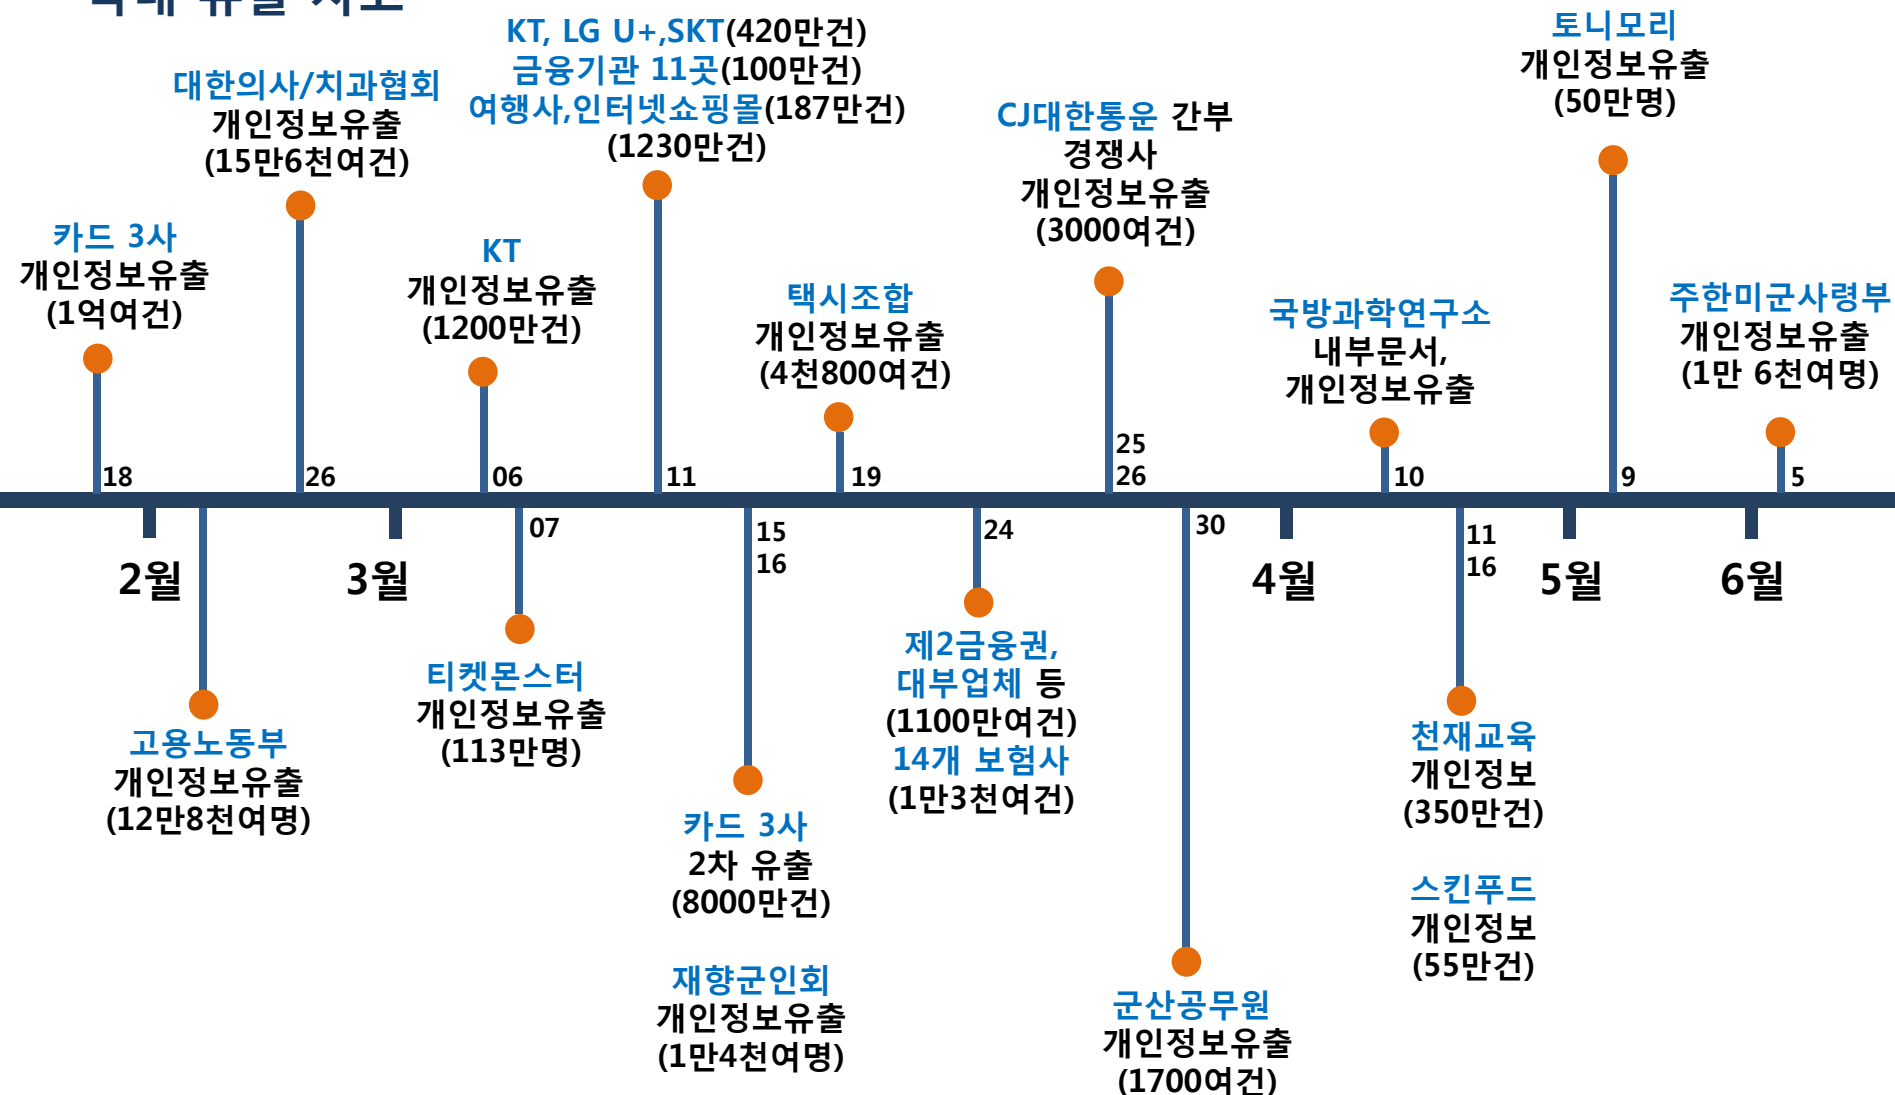 유출 사고
카드 3사
개인정보유출
(1억여건)
18
2월
고용노동부
개인정보유출
(12만8천여명)
대한의사/치과협회
개인정보유출
(15만6천여건)
26
3월
KT
개인정보유출
(1200만건)
06
07
티켓몬스터
개인정보유출
(113만명)
KT, LG U+,SKT(420만건)
금융기관 11곳(100만건)
여행사,인터넷쇼핑몰(187만건)
(1230만건)
11
15
16
카드 3사
2차 유출
(8000만건)
재향군인회
개인정보유출
(1만4천여명)
택시조합
개인정보유출
(4천800여건)
19
24
제2금융권,
대부업체 등
(1100만여건)
14개 보험사
(1만3천여건)
CJ대한통운 간부
경쟁사
개인정보유출
(3000여건)
25
26
30
군산공무원
개인정보유출
(1700여건)
4월
국방과학연구소
내부문서,
개인정보유출
10
11
16
천재교육
개인정보
(350만건)
스킨푸드
개인정보
(55만건)
5월
토니모리
개인정보유출
(50만명)
9
6월
주한미군사령부
개인정보유출
(1만 6천여명)
5